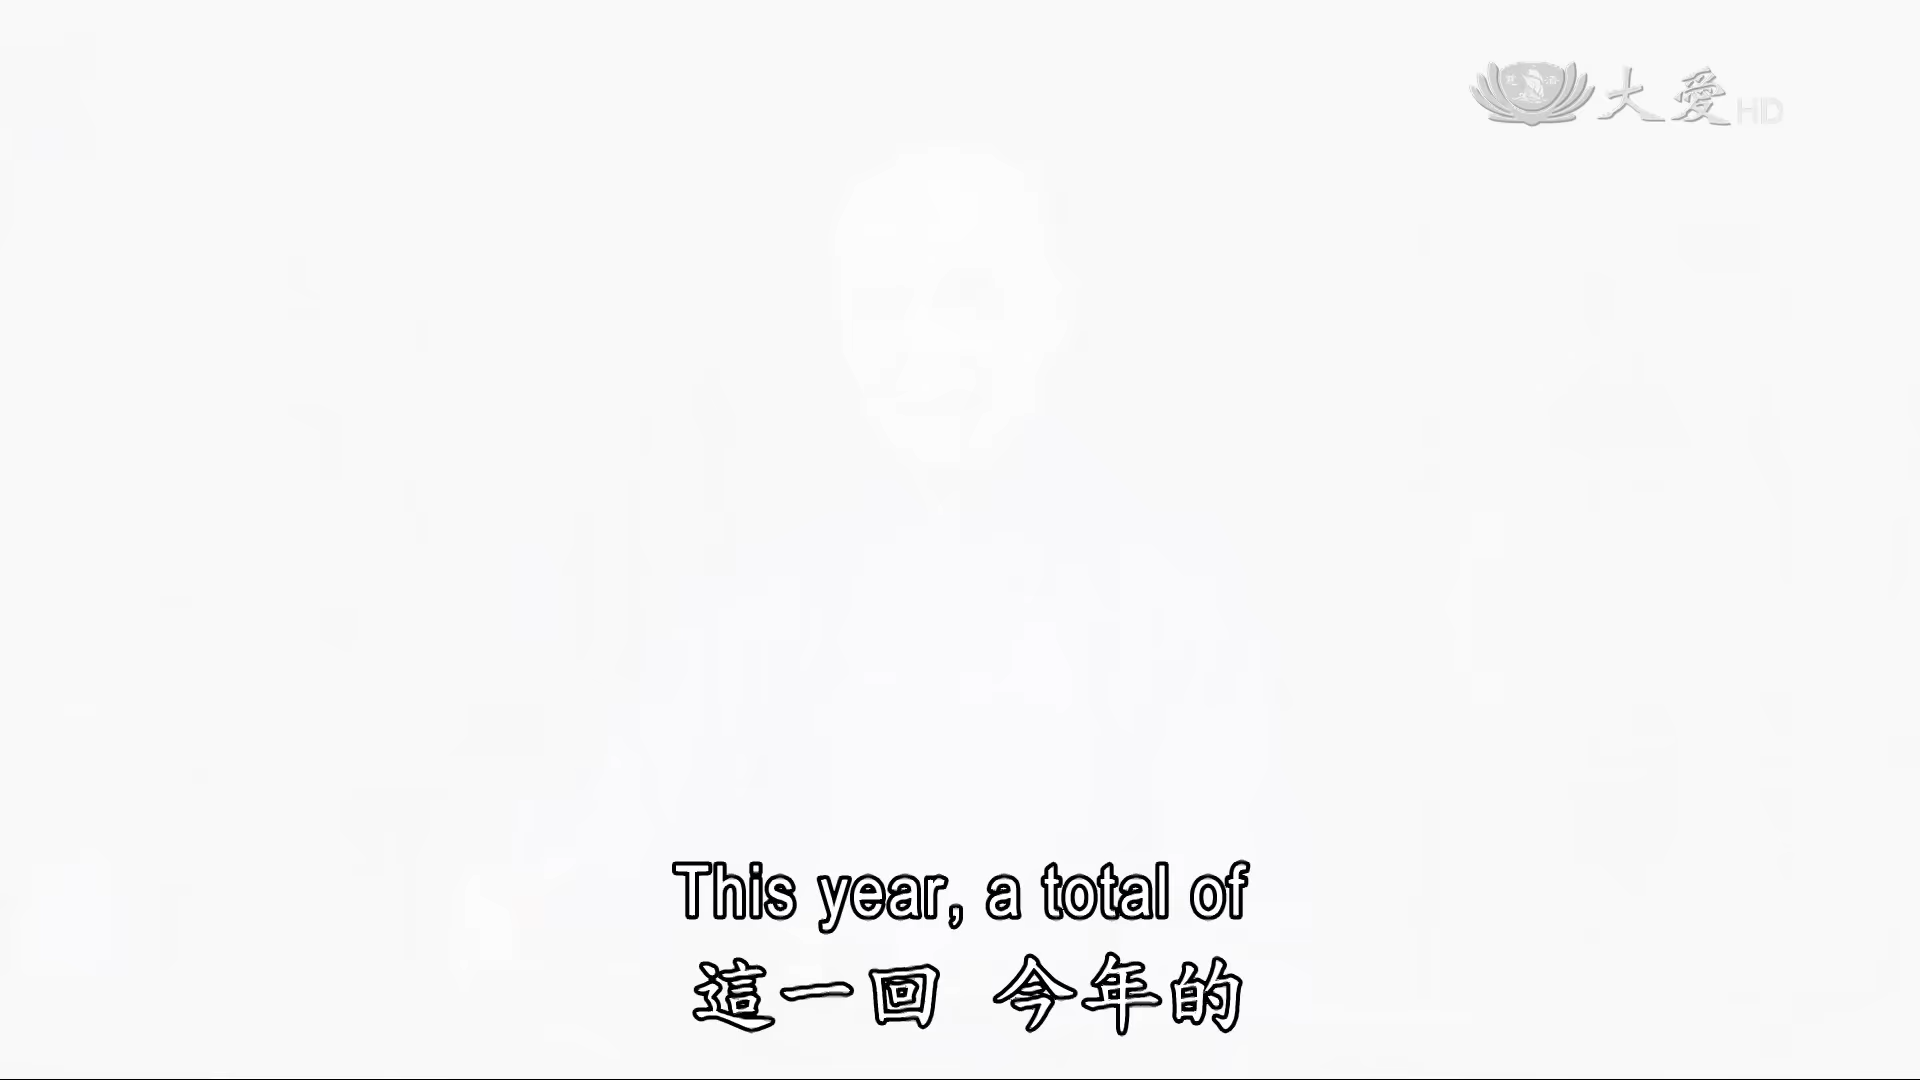 大愛HD
This year, a total of
這一回 今年的